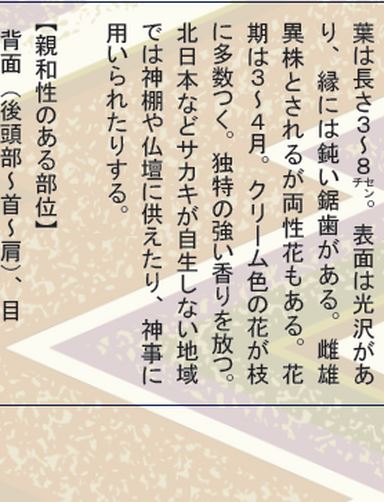 葉は長さ3〜8㌢。表面は光沢があ
り、縁には鈍い鋸歯がある。雌雄
異株とされるが両性花もある。花
期は3〜4月。クリーム色の花が枝
に多数つく。独特の強い香りを放つ。
北日本などサカキが自生しない地域
では神棚や仏壇に供えたり、神事に
用いられたりする。
【親和性のある部位】
背面（後頭部〜首〜肩）、目